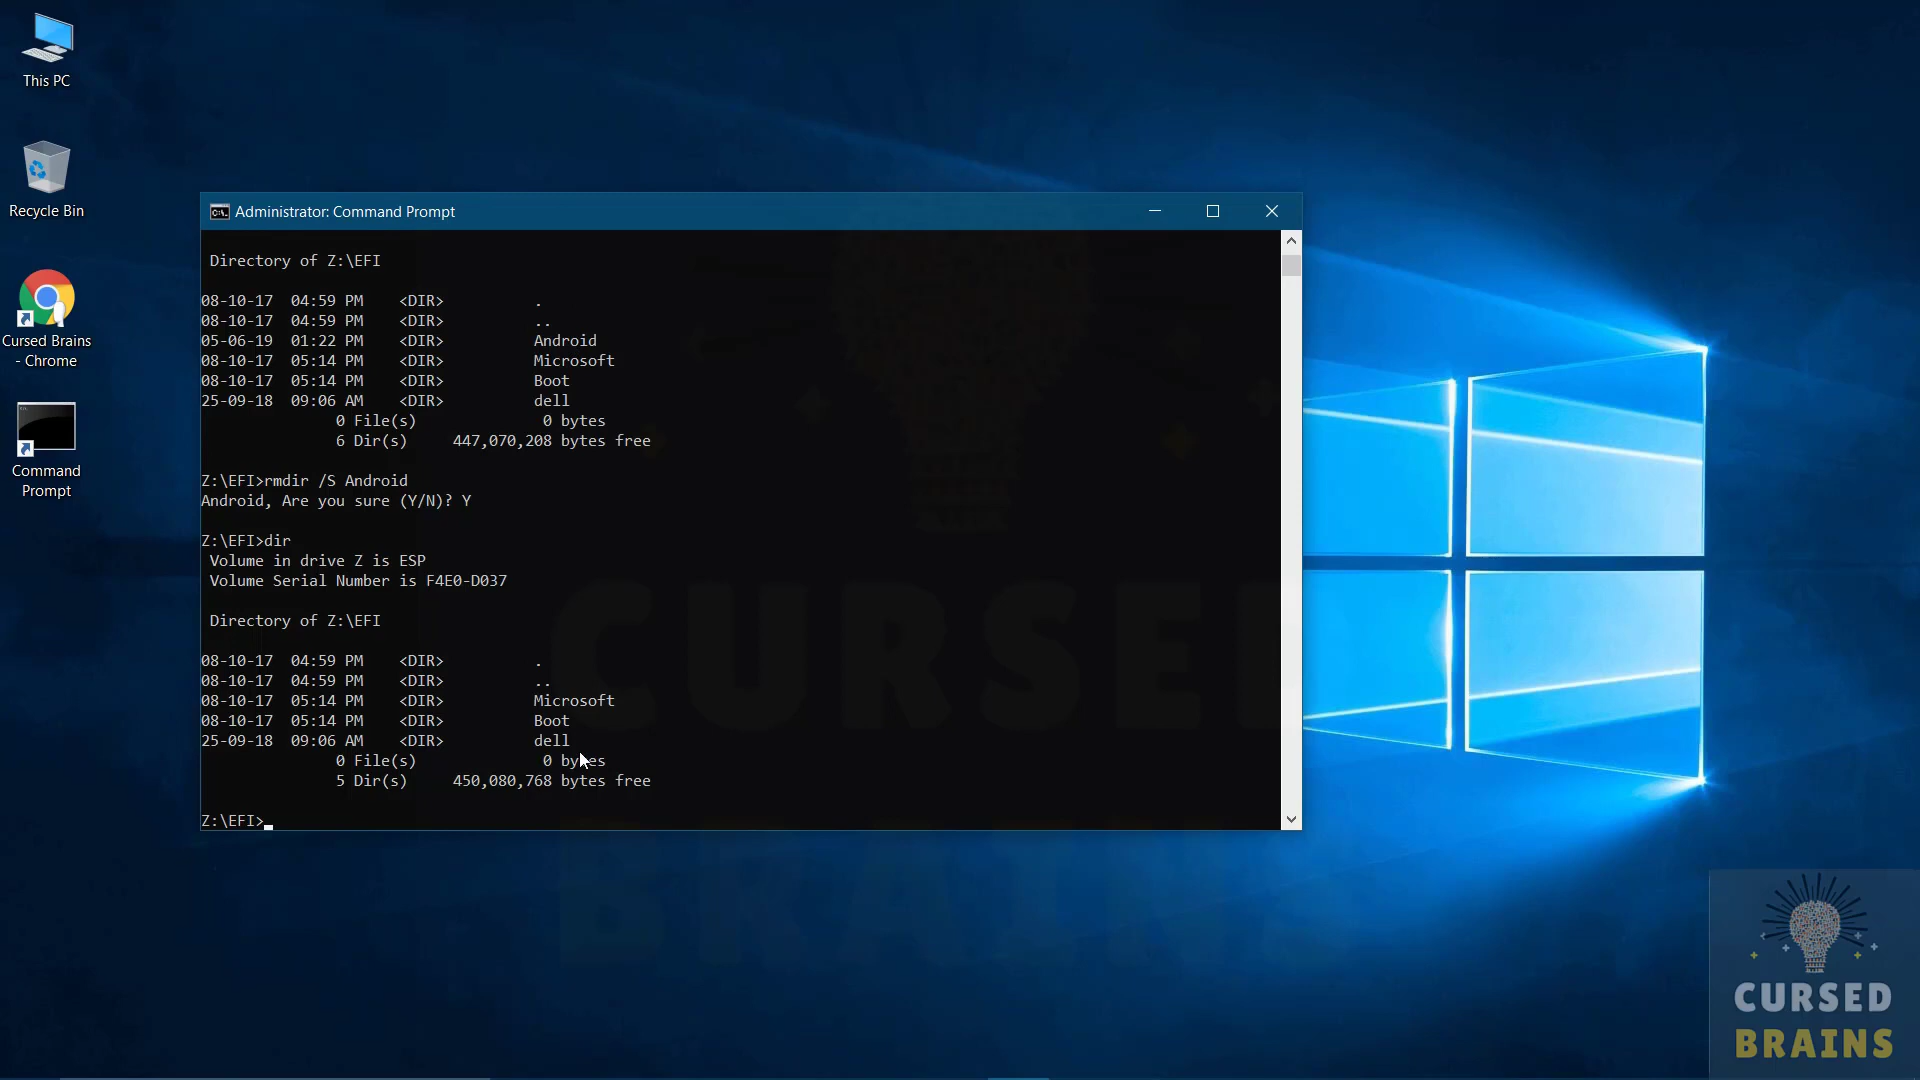 This PC
Recycle Bin
Cursed Brains
- Chrome
Command
Prompt
Administrator: Command Prompt
Directory of Z:\EFI
08-10-17  04:59 PM    <DIR>          .
08-10-17  04:59 PM    <DIR>          ..
05-06-19  01:22 PM    <DIR>          Android
08-10-17  05:14 PM    <DIR>          Microsoft
08-10-17  05:14 PM    <DIR>          Boot
25-09-18  09:06 AM    <DIR>          dell
0 File(s)              0 bytes
6 Dir(s)     447,070,208 bytes free
Z:\EFI>rmdir /S Android
Android, Are you sure (Y/N)? Y
Z:\EFI>dir
Volume in drive Z is ESP
Volume Serial Number is F4E0-D037
Directory of Z:\EFI
08-10-17  04:59 PM    <DIR>          .
08-10-17  04:59 PM    <DIR>          ..
08-10-17  05:14 PM    <DIR>          Microsoft
08-10-17  05:14 PM    <DIR>          Boot
25-09-18  09:06 AM    <DIR>          dell
0 File(s)              0 bytes
5 Dir(s)     450,080,768 bytes free
Z:\EFI>
CURSED
BRAINS
CURSED
BRAINS